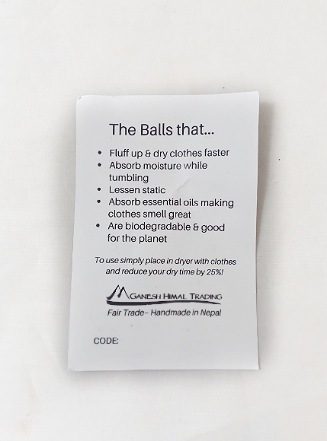 The Balls that...
• Fluff up & dry clothes faster
• Absorb moisture while
tumbling
• Lessen static
• Absorb essential oils making
clothes smell great
• Are biodegradable & good
for the planet
To use simply place in dryer with clothes
and reduce your dry time by 25%!
GANESH HIMAL TRADING
Fair Trade - Handmade in Nepal
CODE: